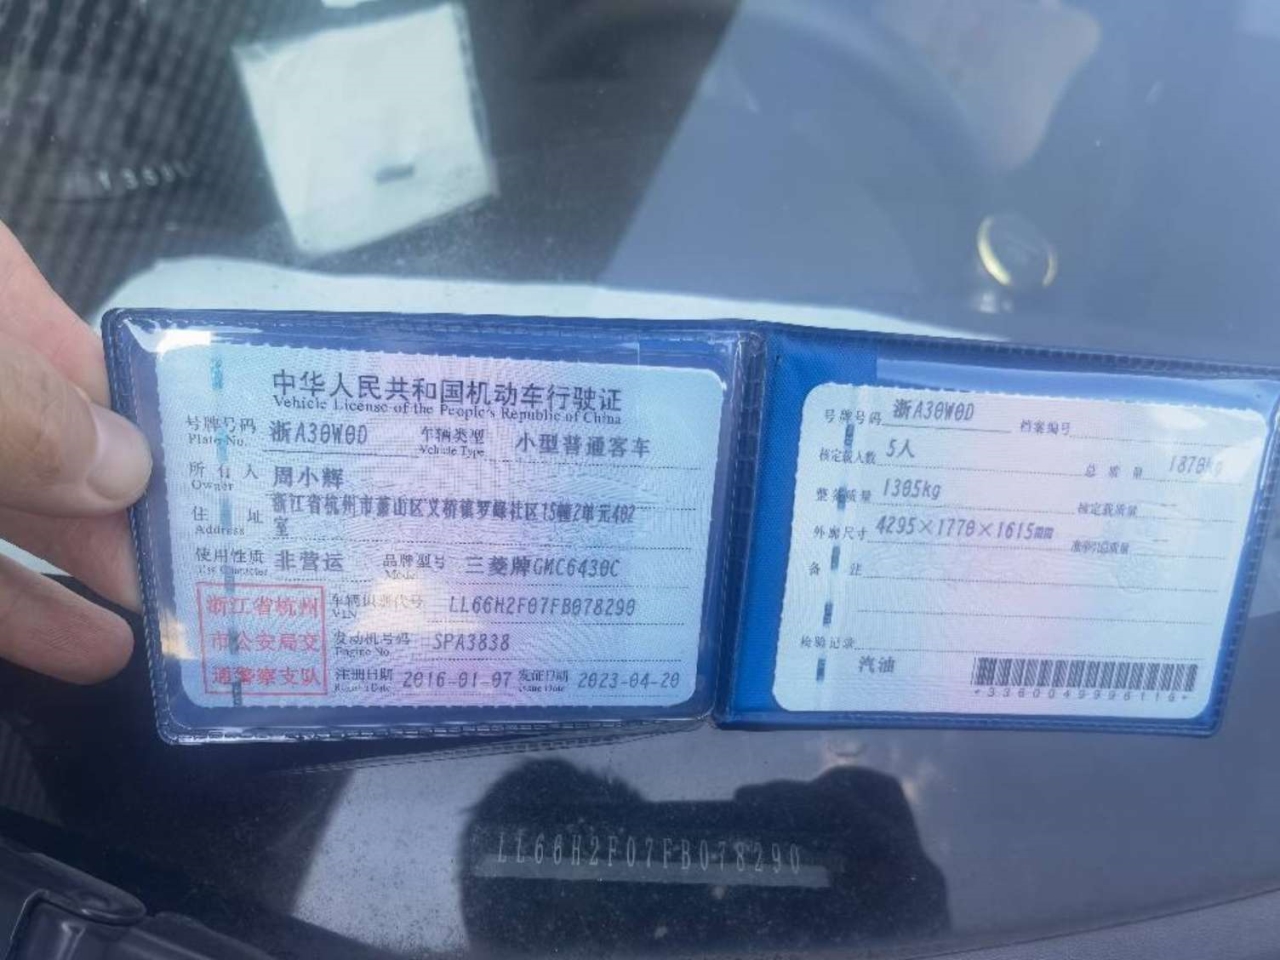 中华人民共和国机动车行驶证
Vehicle License of the People's Republic of China
号牌号码 浙A30W0D 车辆类型 小型普通客车
Plate No. Vehicle Type
所有人 周小辉
Owner
住址 浙江省杭州市萧山区义桥镇罗峰社区15幢2单元402
Address 室
使用性质 非营运 品牌型号 三菱牌GMC6430C
Use Character Model
浙江省杭州
市公安局交
通警察支队
车辆识别代号 LL66H2F07FB078290
VIN
发动机号码 SPA3838
Engine No.
注册日期 2016-01-07 发证日期 2023-04-20
Register Date Issue Date
号牌号码 浙A30W0D 档案编号
核定载人数 5人 总质量 1870kg
整备质量 1305kg 核定载质量
外廓尺寸 4295×1770×1615mm 准牵引总质量
备注
检验记录
汽油
LL66H2F07FB078290